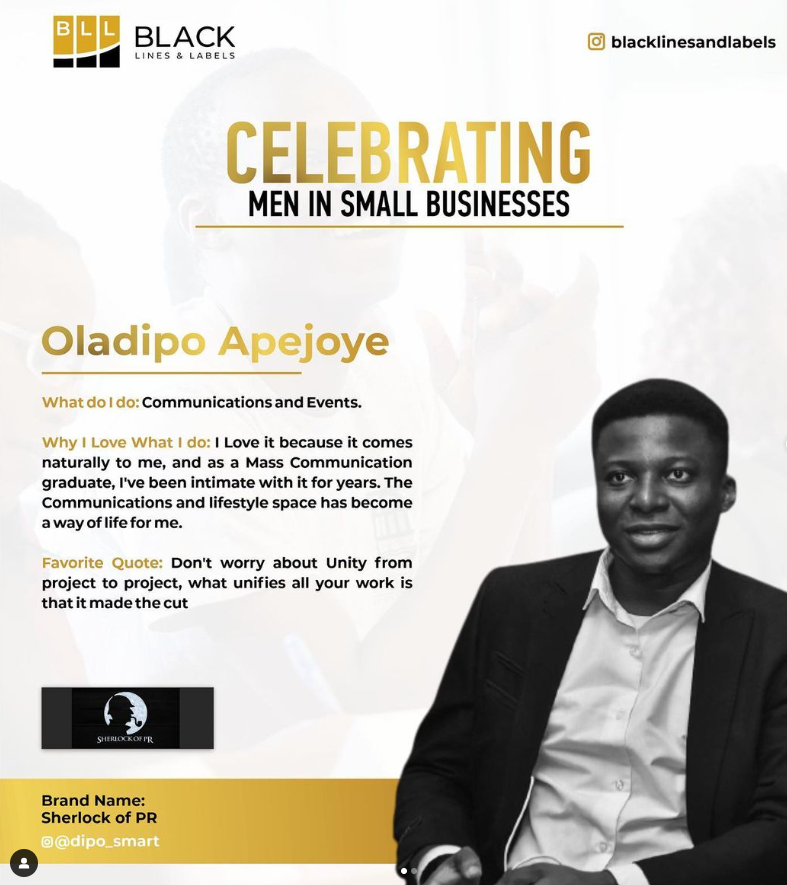 BLL
BLACK
LINES & LABELS
blacklinesandlabels
CELEBRATING
MEN IN SMALL BUSINESSES
Oladipo Apejoye
What do I do: Communications and Events.
Why I Love What I do: I Love it because it comes
naturally to me, and as a Mass Communication
graduate, I've been intimate with it for years. The
Communications and lifestyle space has become
a way of life for me.
Favorite Quote: Don't worry about Unity from
project to project, what unifies all your work is
that it made the cut
SHERLOCK OF PR
Brand Name:
Sherlock of PR
@dipo_smart